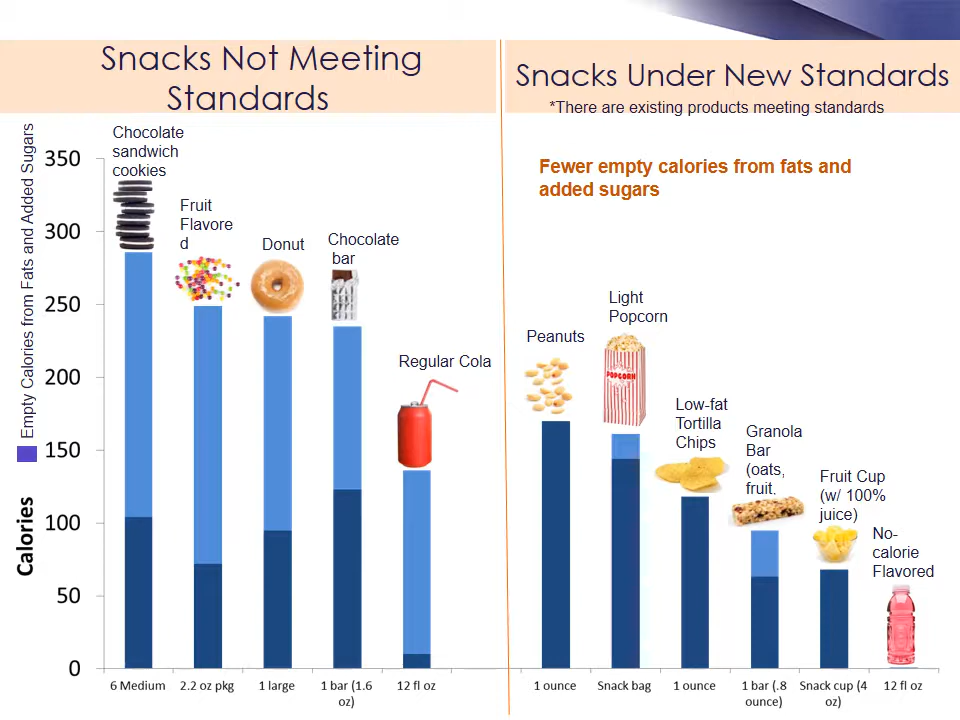 Snacks Not Meeting
Standards
Snacks Under New Standards
*There are existing products meeting standards
Fewer empty calories from fats and
added sugars
Empty Calories from Fats and Added Sugars
Calories
350
300
250
200
150
100
50
0
Chocolate
sandwich
cookies
Fruit
Flavore
d
Donut
Chocolate
bar
Regular Cola
Peanuts
Light
Popcorn
POPCORN
Low-fat
Tortilla
Chips
Granola
Bar
(oats,
fruit.
Fruit Cup
(w/ 100%
juice)
No-
calorie
Flavored
6 Medium
2.2 oz pkg
1 large
1 bar (1.6
oz)
12 fl oz
1 ounce
Snack bag
1 ounce
1 bar (.8
ounce)
Snack cup (4
oz)
12 fl oz